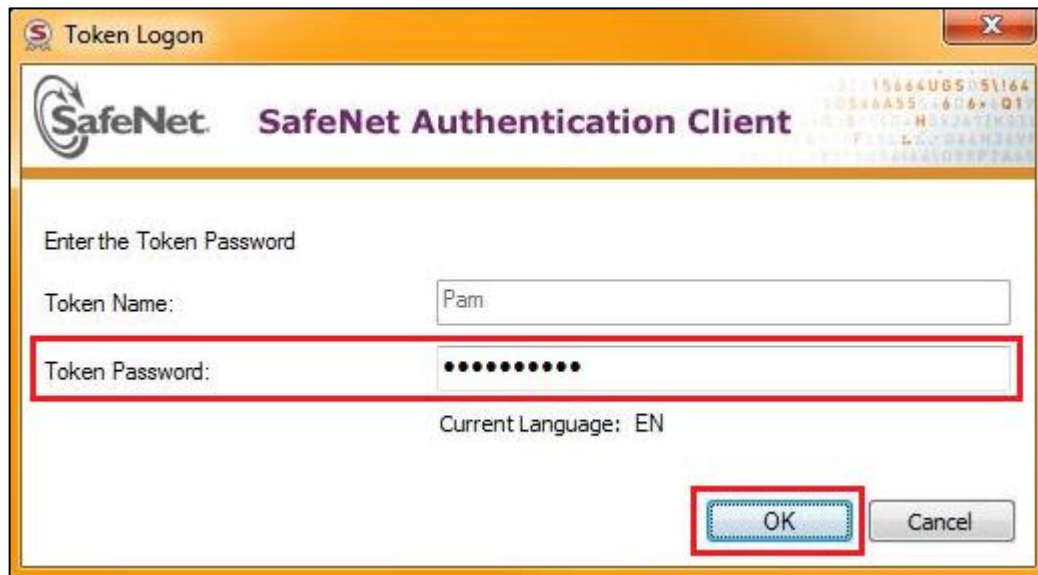 Token Logon
SafeNet. SafeNet Authentication Client
Enter the Token Password
Token Name: Pam
Token Password: ••••••••••
Current Language: EN
OK Cancel